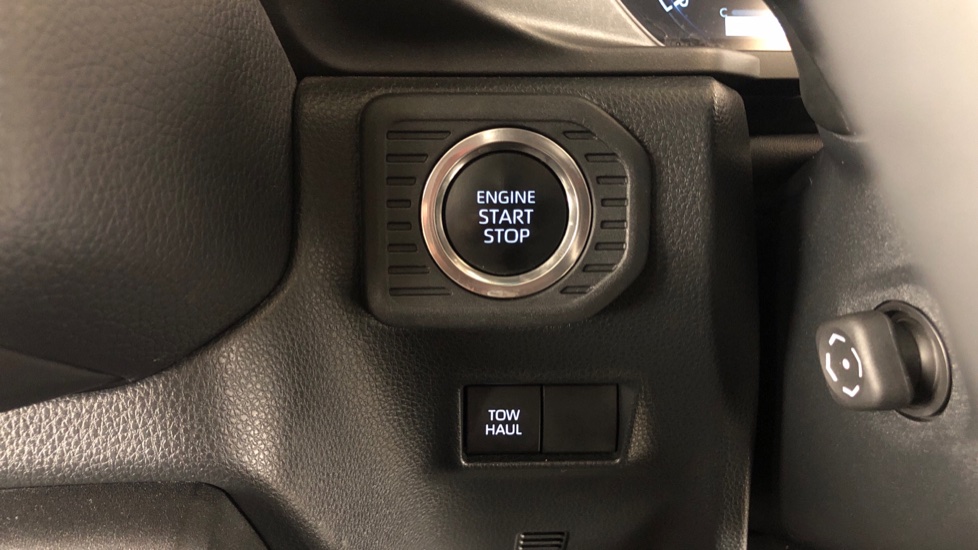 C
ENGINE
START
STOP
TOW
HAUL